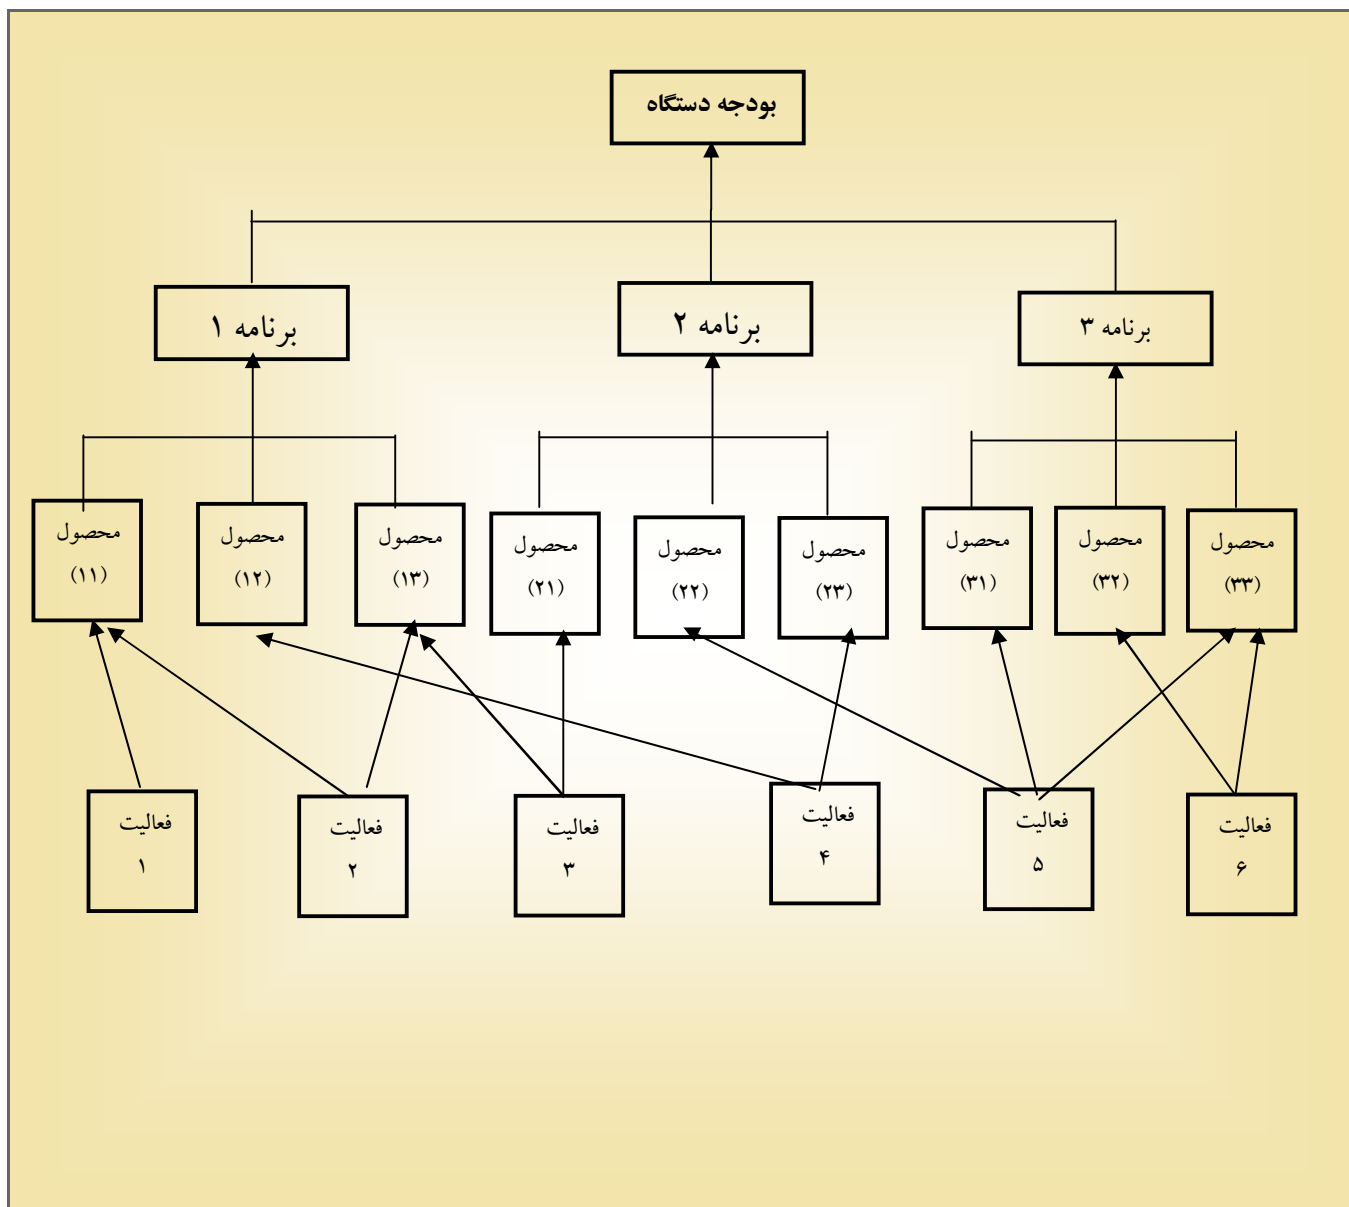 بودجه دستگاه
برنامه ۱
برنامه ۲
برنامه ۳
محصول
(۱۱)
محصول
(۱۲)
محصول
(۱۳)
محصول
(۲۱)
محصول
(۲۲)
محصول
(۲۳)
محصول
(۳۱)
محصول
(۳۲)
محصول
(۳۳)
فعالیت
۱
فعالیت
۲
فعالیت
۳
فعالیت
۴
فعالیت
۵
فعالیت
۶